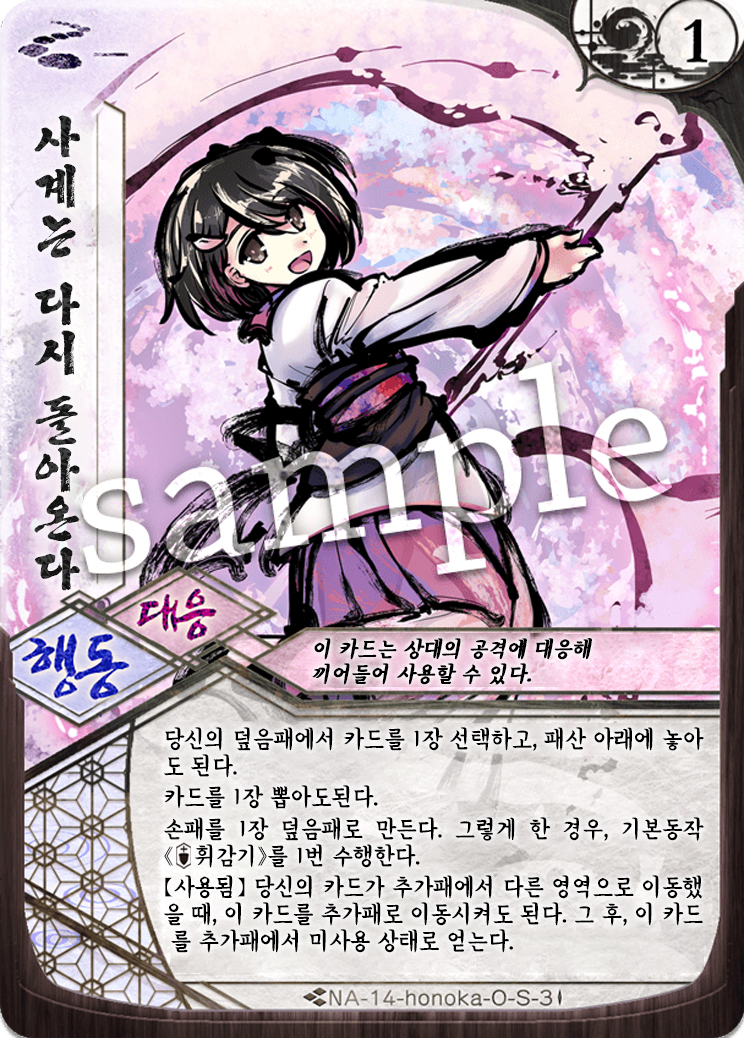 1
사계는 다시 돌아온다
sample
대응
행동
이 카드는 상대의 공격에 대응해
끼어들어 사용할 수 있다.
당신의 덮음패에서 카드를 1장 선택하고, 패산 아래에 놓아
도 된다.
카드를 1장 뽑아도된다.
손패를 1장 덮음패로 만든다. 그렇게 한 경우, 기본동작
《휘감기》를 1번 수행한다.
【사용됨】 당신의 카드가 추가패에서 다른 영역으로 이동했
을 때, 이 카드를 추가패로 이동시켜도 된다. 그 후, 이 카드
를 추가패에서 미사용 상태로 얻는다.
NA-14-honoka-O-S-3